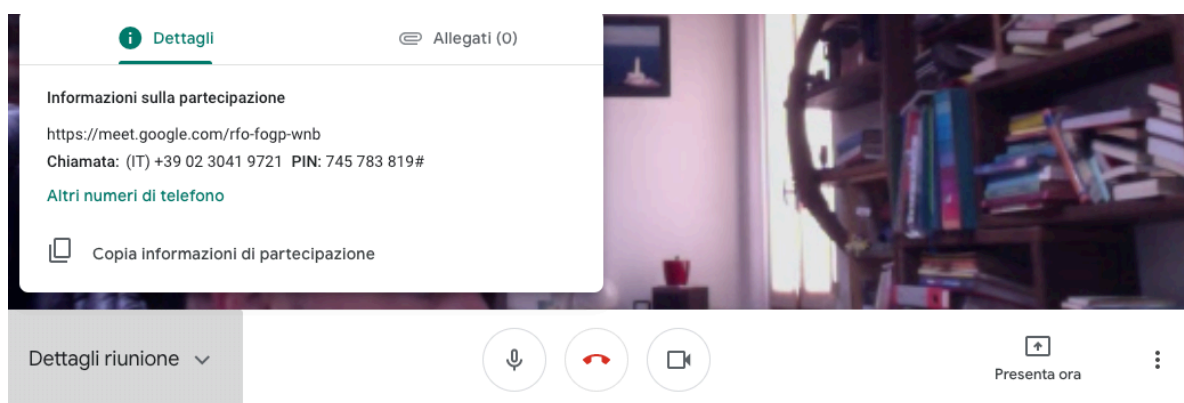 Dettagli
Allegati (0)
Informazioni sulla partecipazione
https://meet.google.com/rfo-fogp-wnb
Chiamata: (IT) +39 02 3041 9721 PIN: 745 783 819#
Altri numeri di telefono
Copia informazioni di partecipazione
Dettagli riunione
Presenta ora